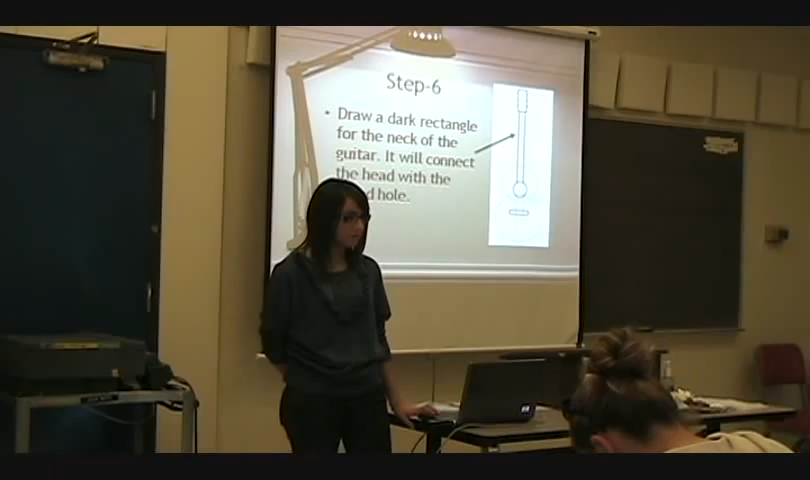 Step-6
• Draw a dark rectangle
for the neck of the
guitar. It will connect
the head with the
hole.
hp